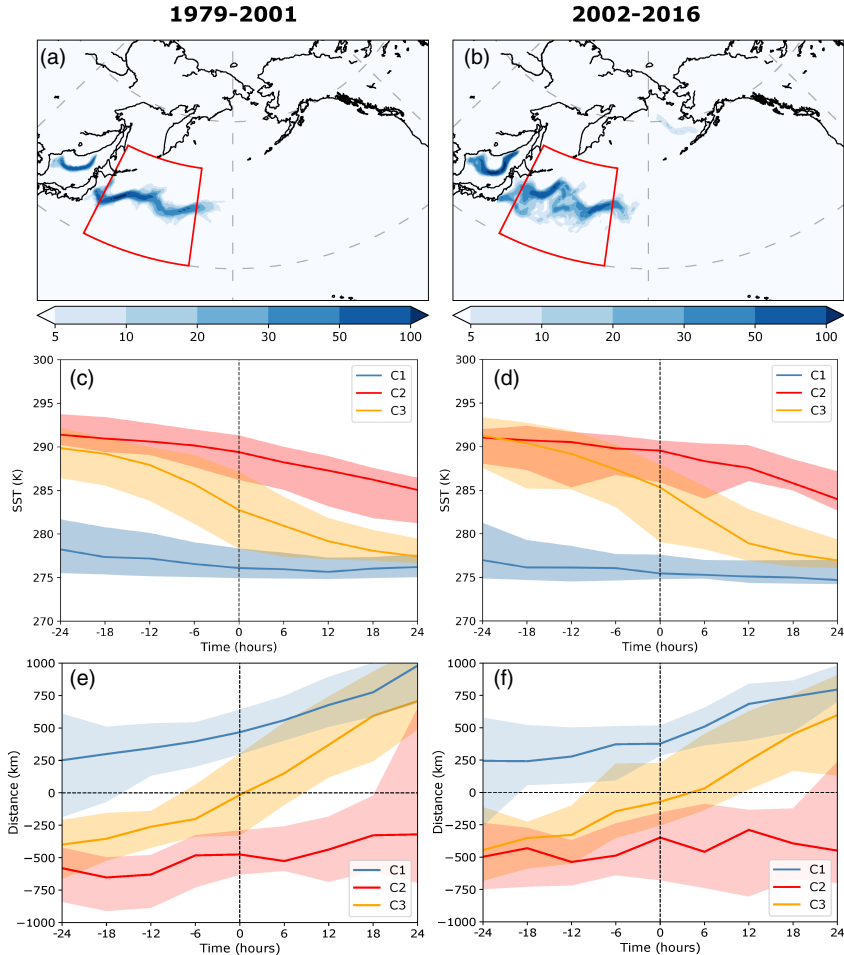 1979-2001 2002-2016
(a) (b)
5 10 20 30 50 100 5 10 20 30 50 100
(c)
SST (K)
300
295
290
285
280
275
270
-24 -18 -12 -6 0 6 12 18 24
Time (hours)
C1
C2
C3
(d)
SST (K)
300
295
290
285
280
275
270
-24 -18 -12 -6 0 6 12 18 24
Time (hours)
C1
C2
C3
(e)
Distance (km)
1000
750
500
250
0
−250
−500
−750
−1000
-24 -18 -12 -6 0 6 12 18 24
Time (hours)
C1
C2
C3
(f)
Distance (km)
1000
750
500
250
0
−250
−500
−750
−1000
-24 -18 -12 -6 0 6 12 18 24
Time (hours)
C1
C2
C3